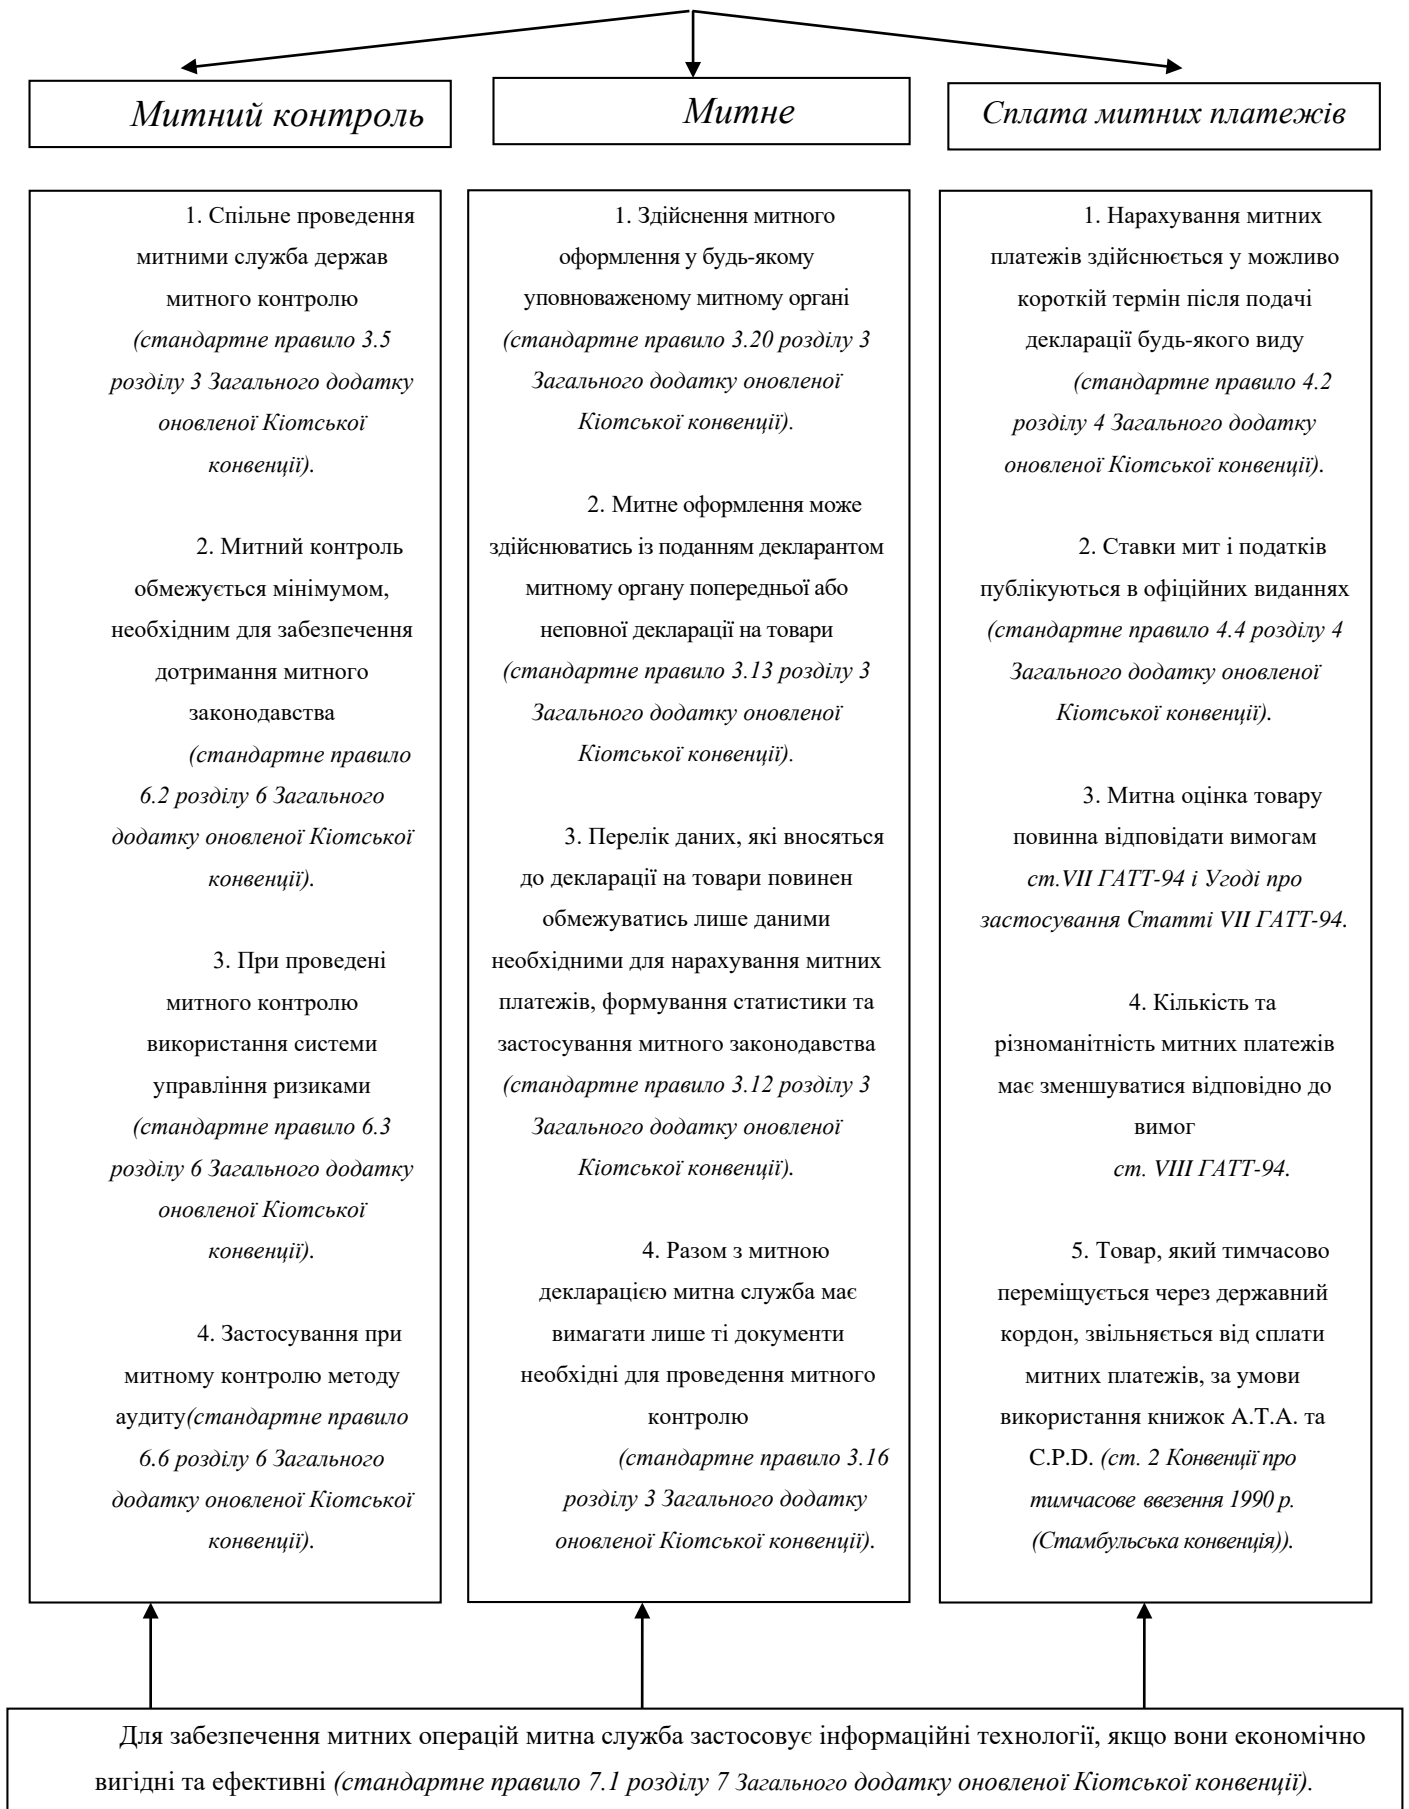 Митний контроль
Митне
Сплата митних платежів
1. Спільне проведення
митними служба держав
митного контролю
(стандартне правило 3.5
розділу 3 Загального додатку
оновленої Кіотської
конвенції).
2. Митний контроль
обмежується мінімумом,
необхідним для забезпечення
дотримання митного
законодавства
(стандартне правило
6.2 розділу 6 Загального
додатку оновленої Кіотської
конвенції).
3. При проведені
митного контролю
використання системи
управління ризиками
(стандартне правило 6.3
розділу 6 Загального додатку
оновленої Кіотської
конвенції).
4. Застосування при
митному контролю методу
аудиту(стандартне правило
6.6 розділу 6 Загального
додатку оновленої Кіотської
конвенції).
1. Здійснення митного
оформлення у будь-якому
уповноваженому митному органі
(стандартне правило 3.20 розділу 3
Загального додатку оновленої
Кіотської конвенції).
2. Митне оформлення може
здійснюватись із поданням декларантом
митному органу попередньої або
неповної декларації на товари
(стандартне правило 3.13 розділу 3
Загального додатку оновленої
Кіотської конвенції).
3. Перелік даних, які вносяться
до декларації на товари повинен
обмежуватись лише даними
необхідними для нарахування митних
платежів, формування статистики та
застосування митного законодавства
(стандартне правило 3.12 розділу 3
Загального додатку оновленої
Кіотської конвенції).
4. Разом з митною
декларацією митна служба має
вимагати лише ті документи
необхідні для проведення митного
контролю
(стандартне правило 3.16
розділу 3 Загального додатку
оновленої Кіотської конвенції).
1. Нарахування митних
платежів здійснюється у можливо
короткій термін після подачі
декларації будь-якого виду
(стандартне правило 4.2
розділу 4 Загального додатку
оновленої Кіотської конвенції).
2. Ставки мит і податків
публікуються в офіційних виданнях
(стандартне правило 4.4 розділу 4
Загального додатку оновленої
Кіотської конвенції).
3. Митна оцінка товару
повинна відповідати вимогам
ст.VII ГАТТ-94 і Угоді про
застосування Статті VII ГАТТ-94.
4. Кількість та
різноманітність митних платежів
має зменшуватися відповідно до
вимог
ст. VIII ГАТТ-94.
5. Товар, який тимчасово
переміщується через державний
кордон, звільняється від сплати
митних платежів, за умови
використання книжок А.Т.А. та
C.P.D. (ст. 2 Конвенції про
тимчасове ввезення 1990 р.
(Стамбульська конвенція)).
Для забезпечення митних операцій митна служба застосовує інформаційні технології, якщо вони економічно
вигідні та ефективні (стандартне правило 7.1 розділу 7 Загального додатку оновленої Кіотської конвенції).